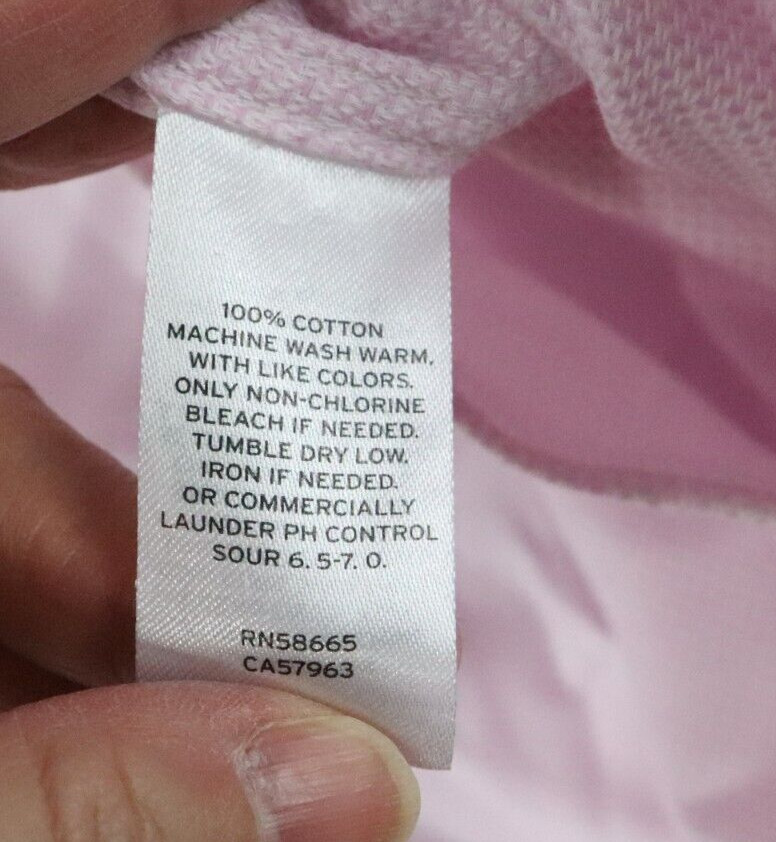 100% COTTON
MACHINE WASH WARM.
WITH LIKE COLORS.
ONLY NON-CHLORINE
BLEACH IF NEEDED.
TUMBLE DRY LOW.
IRON IF NEEDED.
OR COMMERCIALLY
LAUNDER PH CONTROL
SOUR 6. 5-7. 0.
RN58665
CA57963